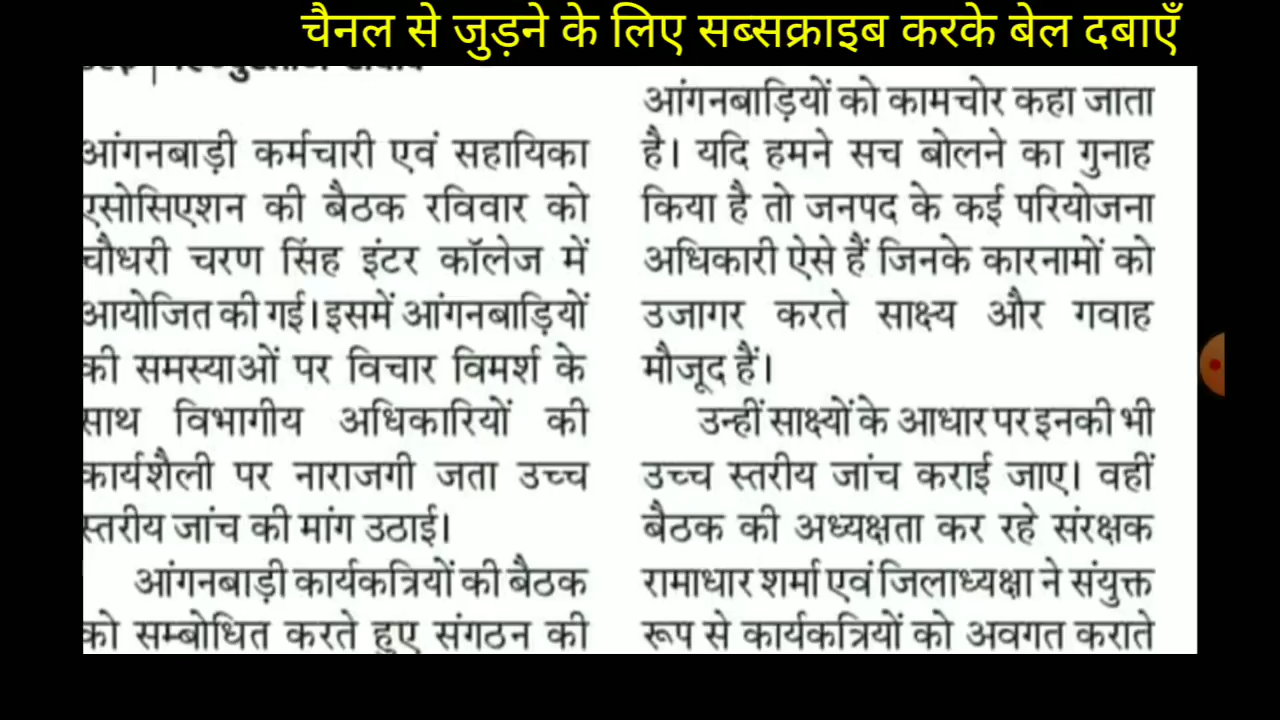 चैनल से जुड़ने के लिए सब्सक्राइब करके बेल दबाएँ
आंगनबाड़ी कर्मचारी एवं सहायिका
एसोसिएशन की बैठक रविवार को
चौधरी चरण सिंह इंटर कॉलेज में
आयोजित की गई। इसमें आंगनबाड़ियों
की समस्याओं पर विचार विमर्श के
साथ विभागीय अधिकारियों की
कार्यशैली पर नाराजगी जता उच्च
स्तरीय जांच की मांग उठाई।
आंगनबाड़ी कार्यकत्रियों की बैठक
को सम्बोधित करते हुए संगठन की
आंगनबाड़ियों को कामचोर कहा जाता
है। यदि हमने सच बोलने का गुनाह
किया है तो जनपद के कई परियोजना
अधिकारी ऐसे हैं जिनके कारनामों को
उजागर करते साक्ष्य और गवाह
मौजूद हैं।
उन्हीं साक्ष्यों के आधार पर इनकी भी
उच्च स्तरीय जांच कराई जाए। वहीं
बैठक की अध्यक्षता कर रहे संरक्षक
रामाधार शर्मा एवं जिलाध्यक्षा ने संयुक्त
रूप से कार्यकत्रियों को अवगत कराते